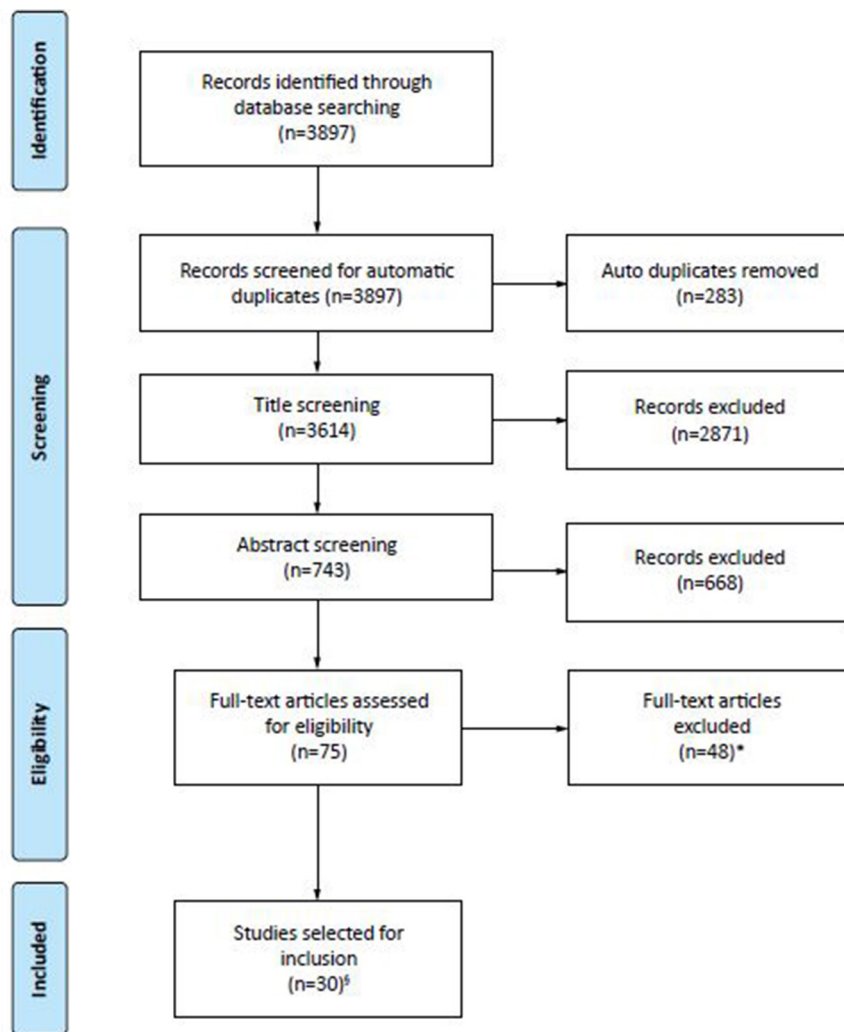 Identification
Records identified through
database searching
(n=3897)
Screening
Records screened for automatic
duplicates (n=3897)
Auto duplicates removed
(n=283)
Title screening
(n=3614)
Records excluded
(n=2871)
Abstract screening
(n=743)
Records excluded
(n=668)
Eligibility
Full-text articles assessed
for eligibility
(n=75)
Full-text articles
excluded
(n=48)*
Included
Studies selected for
inclusion
(n=30)§